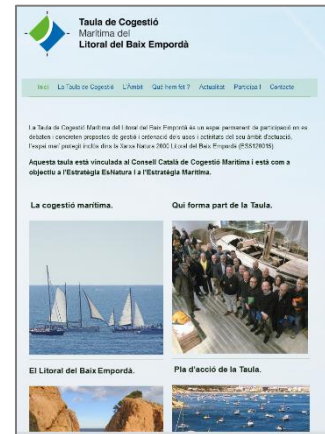 Taula de Cogestió
Marítima del
Litoral del Baix Empordà
Inici La Taula de Cogestió L'Àmbit Què hem fet ? Actualitat Participa ! Contacte
La Taula de Cogestió Marítima del Litoral del Baix Empordà és un espai permanent de participació on es
debaten i concreten propostes de gestió i ordenació dels usos i activitats del seu àmbit d'actuació,
l'espai marí protegit inclòs dins la Xarxa Natura 2000 Litoral del Baix Empordà (ES5120015).
Aquesta taula està vinculada al Consell Català de Cogestió Marítima i està com a
objectiu a l'Estratègia EsNatura i a l'Estratègia Marítima.
La cogestió marítima.
Qui forma part de la Taula.
El Litoral del Baix Empordà.
Pla d'acció de la Taula.